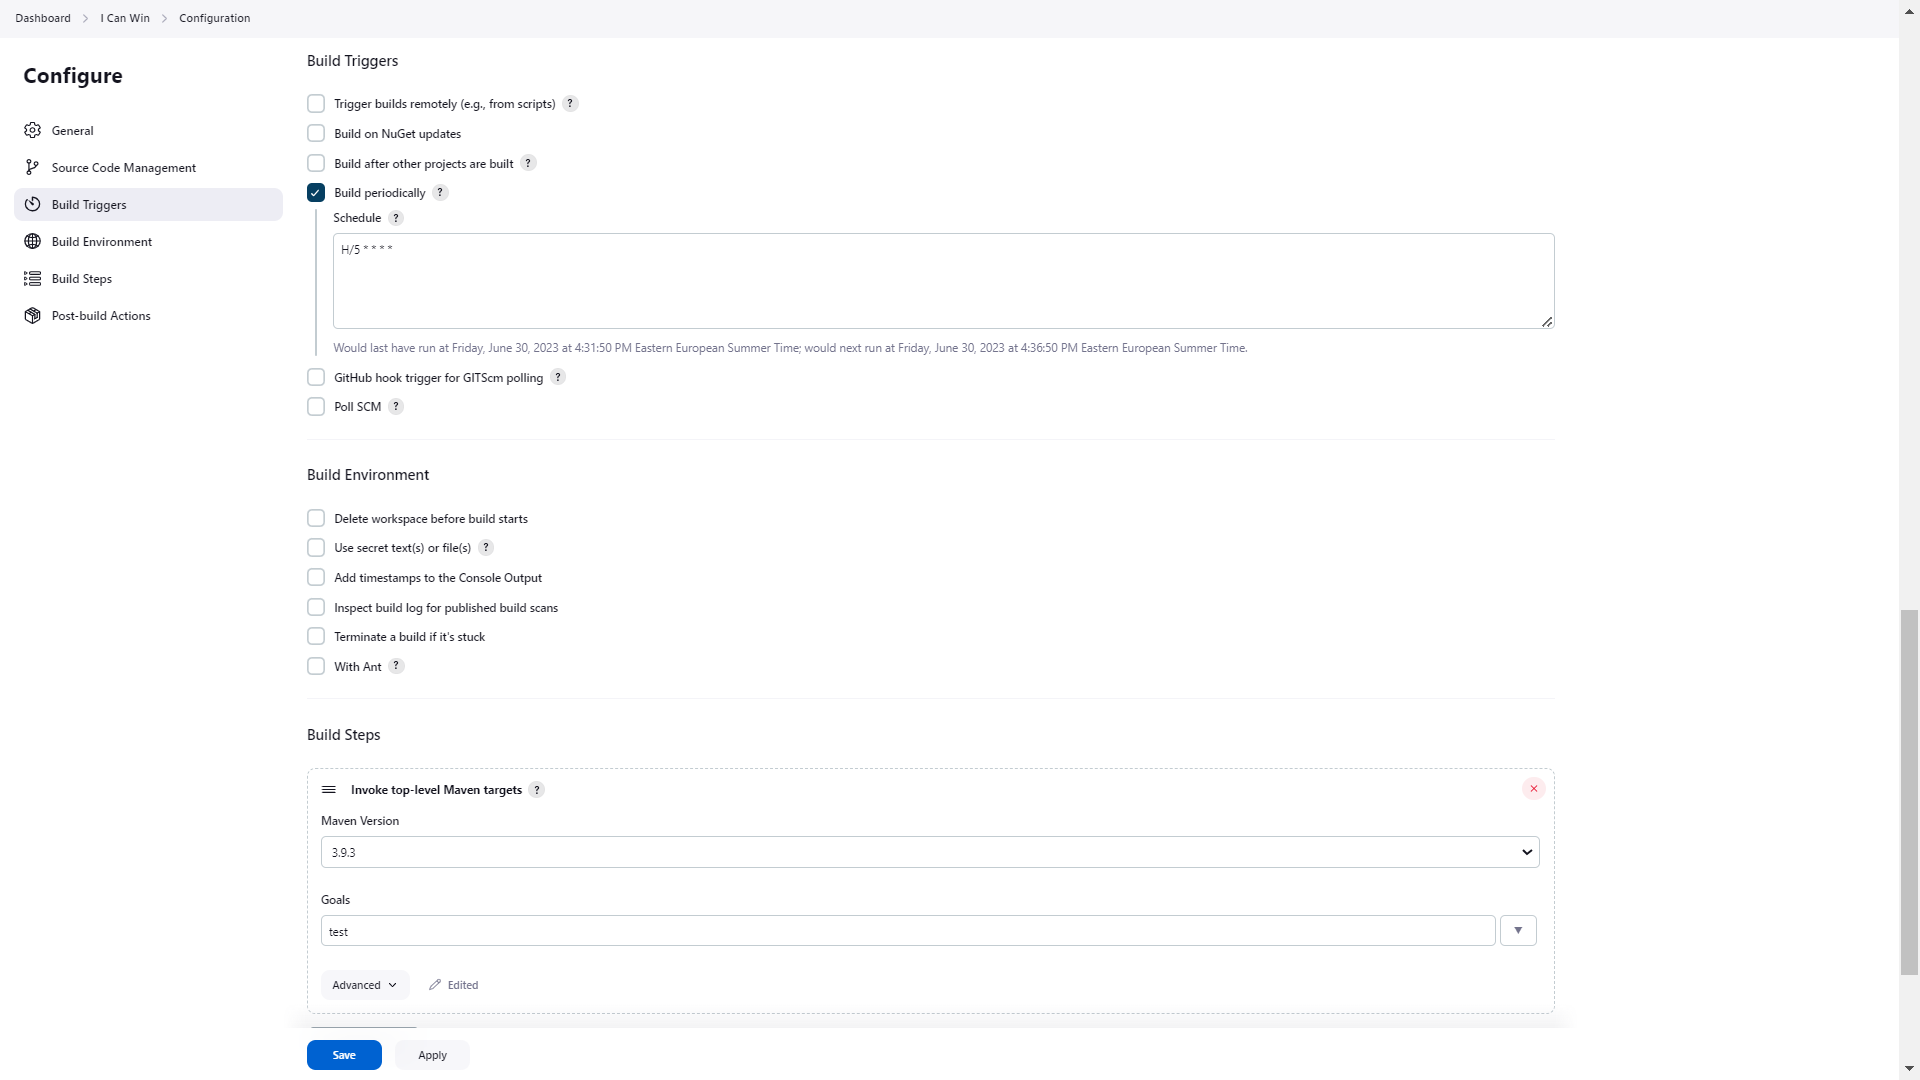 Dashboard > I Can Win > Configuration
Configure
General
Source Code Management
Build Triggers
Build Environment
Build Steps
Post-build Actions
Build Triggers
Trigger builds remotely (e.g., from scripts) ?
Build on NuGet updates
Build after other projects are built ?
Build periodically ?
Schedule ?
H/5 * * * *
Would last have run at Friday, June 30, 2023 at 4:31:50 PM Eastern European Summer Time; would next run at Friday, June 30, 2023 at 4:36:50 PM Eastern European Summer Time.
GitHub hook trigger for GITScm polling ?
Poll SCM ?
Build Environment
Delete workspace before build starts
Use secret text(s) or file(s) ?
Add timestamps to the Console Output
Inspect build log for published build scans
Terminate a build if it's stuck
With Ant ?
Build Steps
Invoke top-level Maven targets ?
Maven Version
3.9.3
Goals
test
Advanced
Edited
Save
Apply